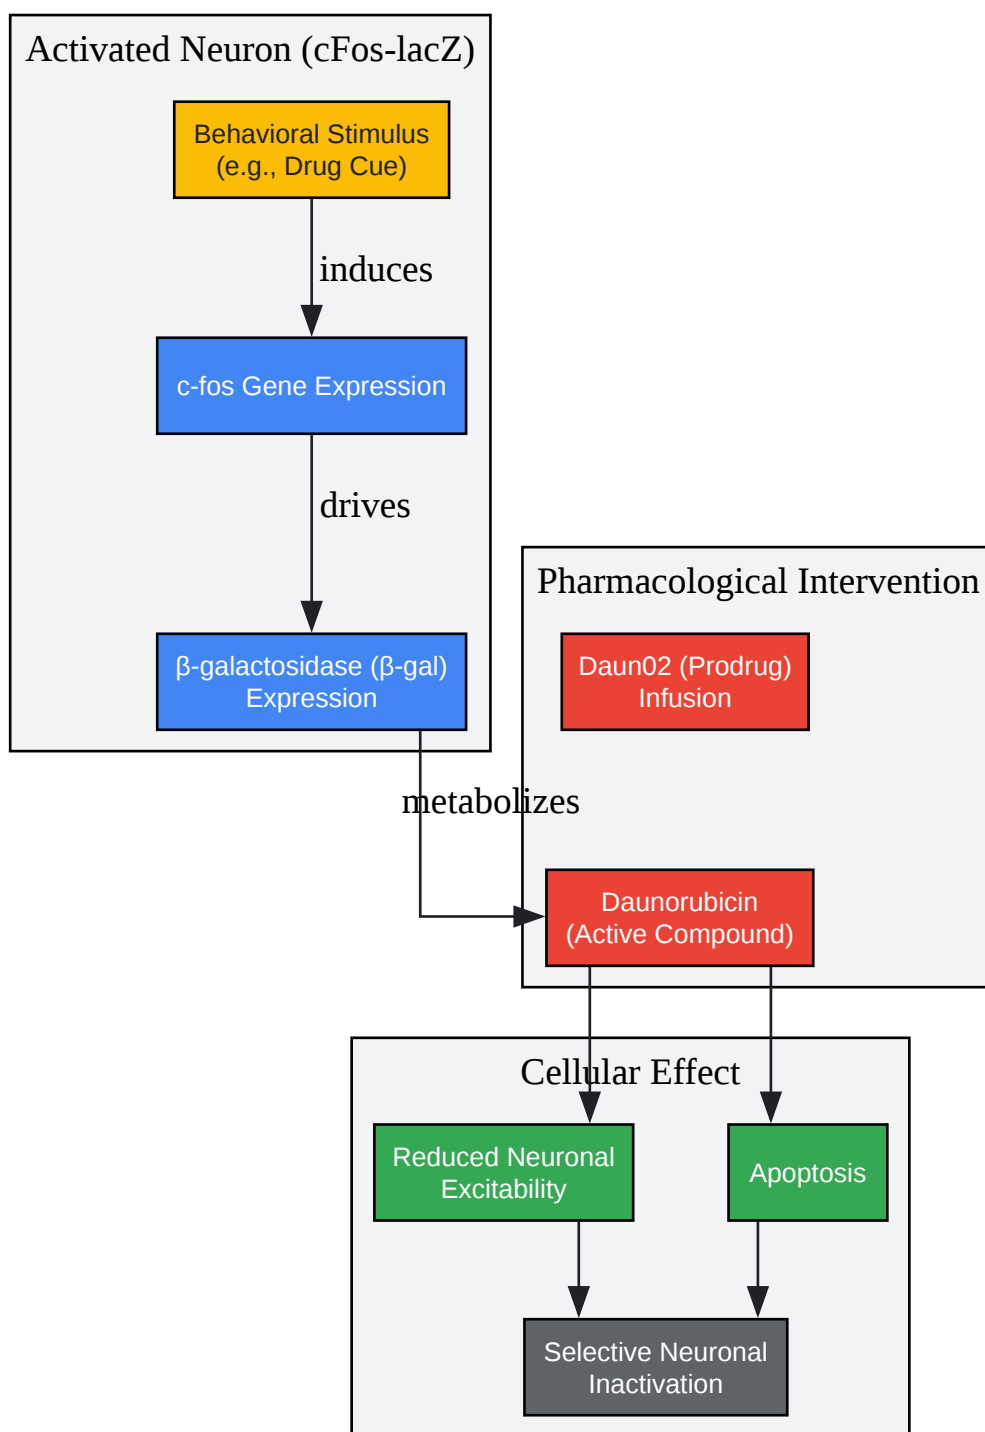 Activated Neuron (cFos-lacZ)
Behavioral Stimulus
(e.g., Drug Cue)
induces
c-fos Gene Expression
drives
β-galactosidase (β-gal)
Expression
metabolizes
Pharmacological Intervention
Daun02 (Prodrug)
Infusion
Daunorubicin
(Active Compound)
Cellular Effect
Reduced Neuronal
Excitability
Apoptosis
Selective Neuronal
Inactivation